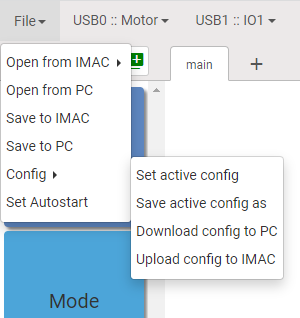 File USB0 :: Motor USB1 :: IO1
Open from IMAC
Open from PC
Save to IMAC
Save to PC
Config
Set Autostart
main +
Set active config
Save active config as
Download config to PC
Upload config to IMAC
Mode